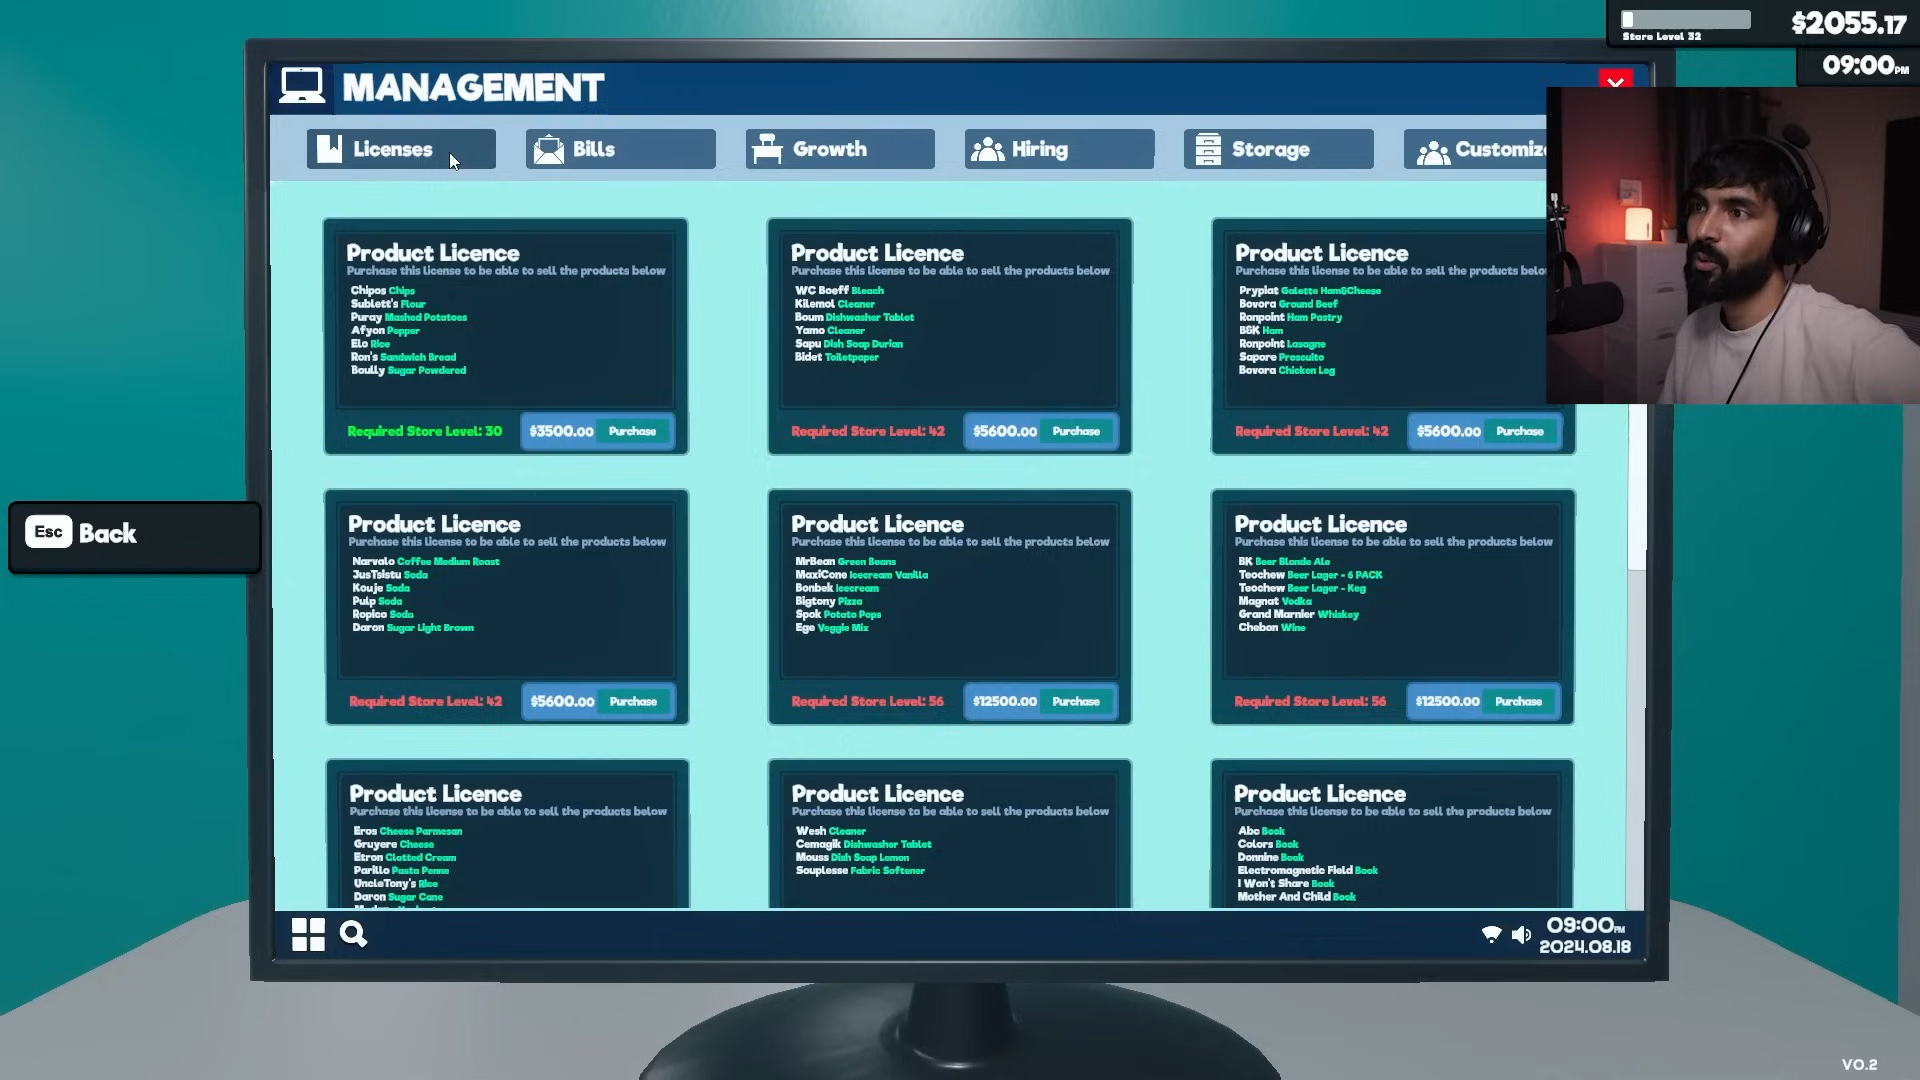 $2055.17
Store Level 32
09:00PM
MANAGEMENT
Licenses
Bills
Growth
Hiring
Storage
Customize
Product Licence
Purchase this license to be able to sell the products below
Chipos Chips
Sublett's Flour
Puray Mashed Potatoes
Afyon Pepper
Elo Rice
Ron's Sandwich Bread
Boully Sugar Powdered
Required Store Level: 30
$3500.00
Purchase
Product Licence
Purchase this license to be able to sell the products below
WC Boeff Bleach
Kilemol Cleaner
Boum Dishwasher Tablet
Yamo Cleaner
Sapu Dish Soap Durian
Bidet Toiletpaper
Required Store Level: 42
$5600.00
Purchase
Product Licence
Purchase this license to be able to sell the products belo
Prypiat Galette Ham&Cheese
Bovora Ground Beef
Ronpoint Ham Pastry
B&K Ham
Ronpoint Lasagne
Sapore Proscuito
Bovora Chicken Leg
Required Store Level: 42
$5600.00
Purchase
Esc Back
Product Licence
Purchase this license to be able to sell the products below
Narvalo Coffee Medium Roast
JusTsistu Soda
Kouje Soda
Pulp Soda
Ropico Soda
Daron Sugar Light Brown
Required Store Level: 42
$5600.00
Purchase
Product Licence
Purchase this license to be able to sell the products below
MrBean Green Beans
MaxiCone Icecream Vanilla
Bonbek Icecream
Bigtony Pizza
Spok Potato Pops
Ege Veggie Mix
Required Store Level: 56
$12500.00
Purchase
Product Licence
Purchase this license to be able to sell the products below
BK Beer Blonde Ale
Teochew Beer Lager - 6 PACK
Teochew Beer Lager - Keg
Magnat Vodka
Grand Marnier Whiskey
Chebon Wine
Required Store Level: 56
$12500.00
Purchase
Product Licence
Purchase this license to be able to sell the products below
Eros Cheese Parmesan
Gruyere Cheese
Etron Clotted Cream
Parillo Pasta Penne
UncleTony's Rice
Daron Sugar Cane
Product Licence
Purchase this license to be able to sell the products below
Wesh Cleaner
Cemagik Dishwasher Tablet
Mouss Dish Soap Lemon
Souplesse Fabric Softener
Product Licence
Purchase this license to be able to sell the products below
Abc Book
Colors Book
Donnine Book
Electromagnetic Field Book
I Won't Share Book
Mother And Child Book
09:00PM
2024.08.18
V0.2